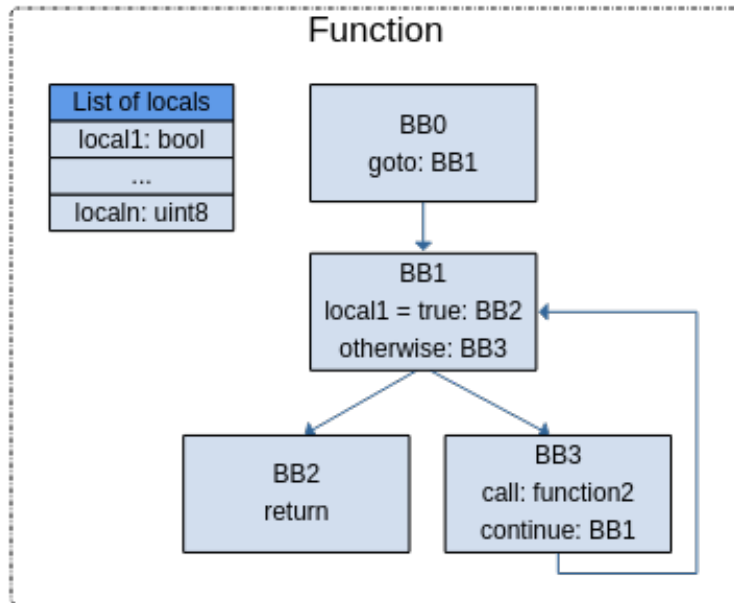 Function
List of locals
local1: bool
...
localn: uint8
BB0
goto: BB1
BB1
local1 = true: BB2
otherwise: BB3
BB2
return
BB3
call: function2
continue: BB1